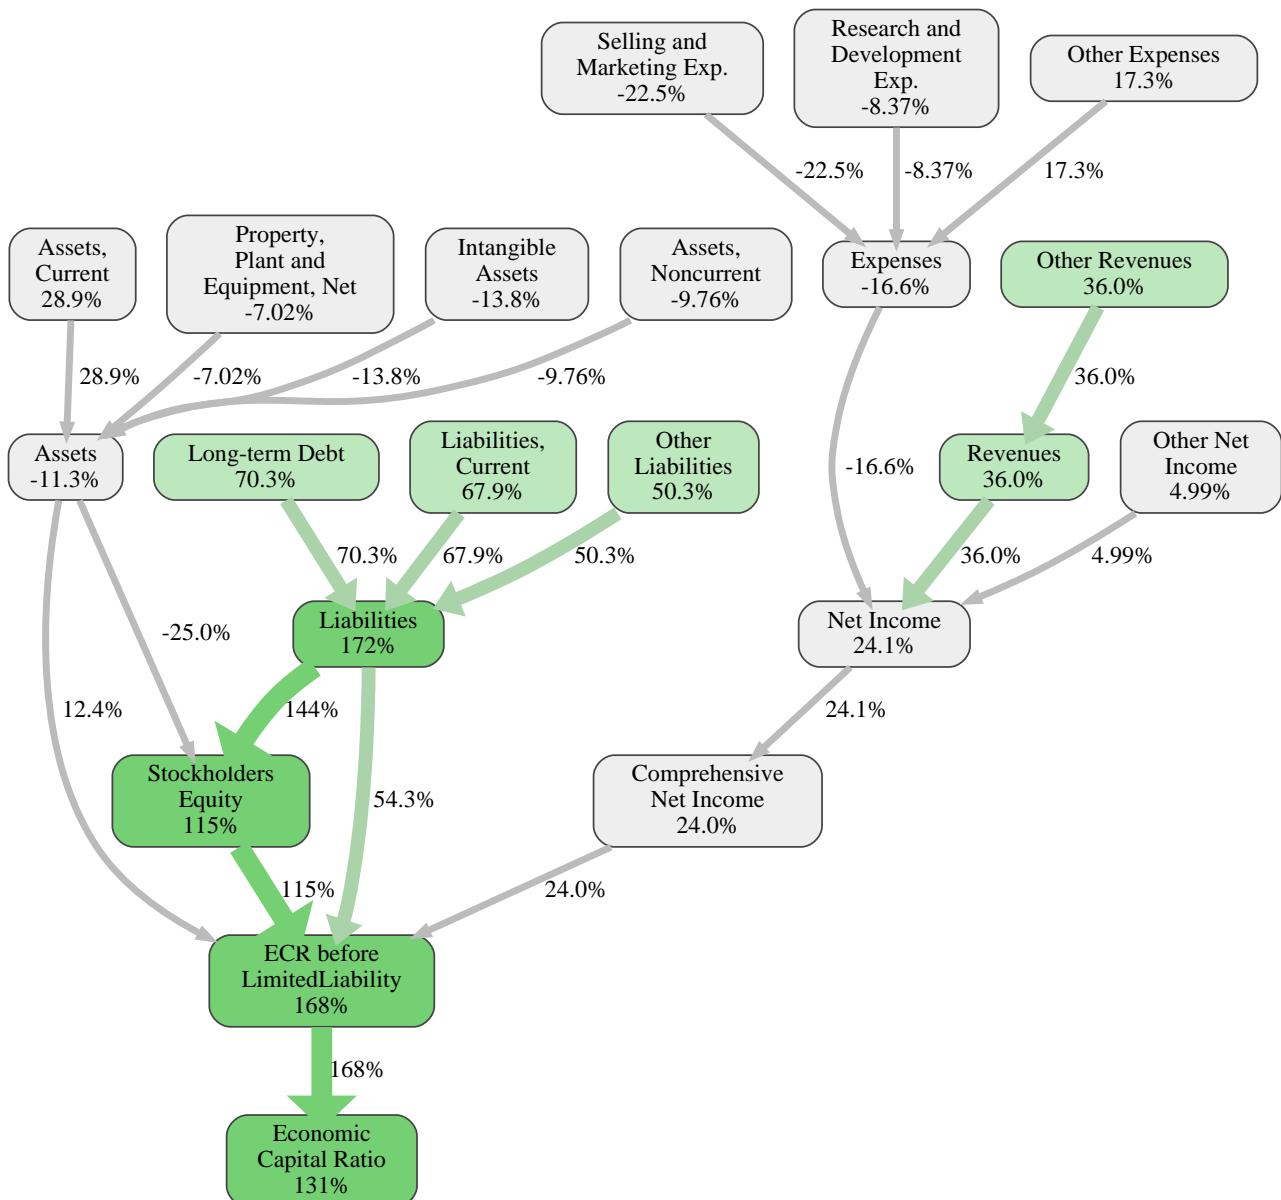 Selling and
Marketing Exp.
-22.5%
Research and
Development
Exp.
-8.37%
Other Expenses
17.3%
-22.5%
-8.37%
17.3%
Assets,
Current
28.9%
Property,
Plant and
Equipment, Net
-7.02%
Intangible
Assets
-13.8%
Assets,
Noncurrent
-9.76%
Expenses
-16.6%
Other Revenues
36.0%
28.9%
-7.02%
-13.8%
-9.76%
36.0%
Assets
-11.3%
Long-term Debt
70.3%
Liabilities,
Current
67.9%
Other
Liabilities
50.3%
-16.6%
Revenues
36.0%
Other Net
Income
4.99%
70.3%
67.9%
50.3%
36.0%
4.99%
-25.0%
Liabilities
172%
Net Income
24.1%
12.4%
144%
24.1%
Stockholders
Equity
115%
54.3%
Comprehensive
Net Income
24.0%
115%
24.0%
ECR before
LimitedLiability
168%
168%
Economic
Capital Ratio
131%